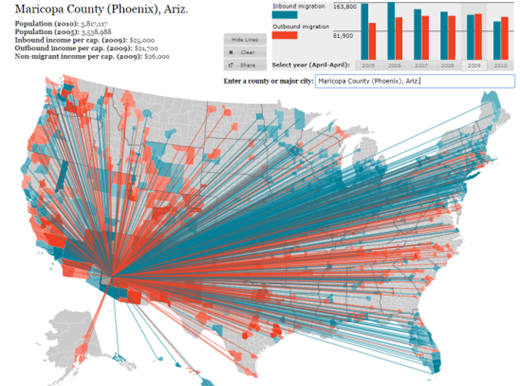 Maricopa County (Phoenix), Ariz.
Population (2010): 3,817,117
Population (2005): 3,538,988
Inbound income per cap. (2009): $25,000
Outbound income per cap. (2009): $21,700
Non-migrant income per cap. (2009): $26,000
Hide Lines
✖ Clear
Share
Inbound migration
Outbound migration
163,800
81,900
Select year (April-April):
2005 2006 2007 2008 2009 2010
Enter a county or major city:
Maricopa County (Phoenix), Ariz.